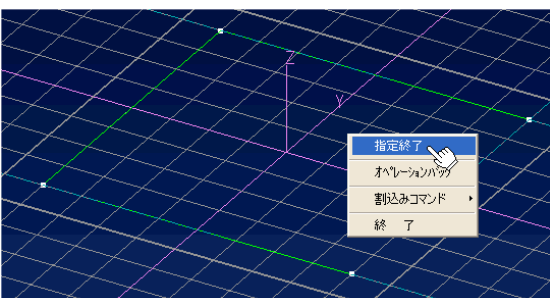 Z
Y
指定終了
ｵﾍﾟﾚｰｼｮﾝﾊﾞｯｸ
割込みコマンド
終　了